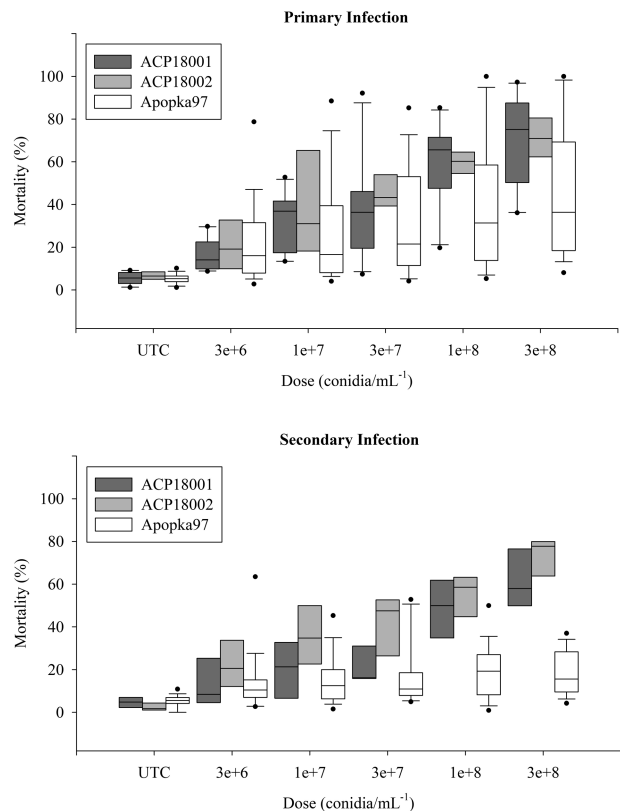 Primary Infection
ACP18001
ACP18002
Apopka97
Mortality (%)
100
80
60
40
20
0
UTC 3e+6 1e+7 3e+7 1e+8 3e+8
Dose (conidia/mL⁻¹)
Secondary Infection
ACP18001
ACP18002
Apopka97
Mortality (%)
100
80
60
40
20
0
UTC 3e+6 1e+7 3e+7 1e+8 3e+8
Dose (conidia/mL⁻¹)